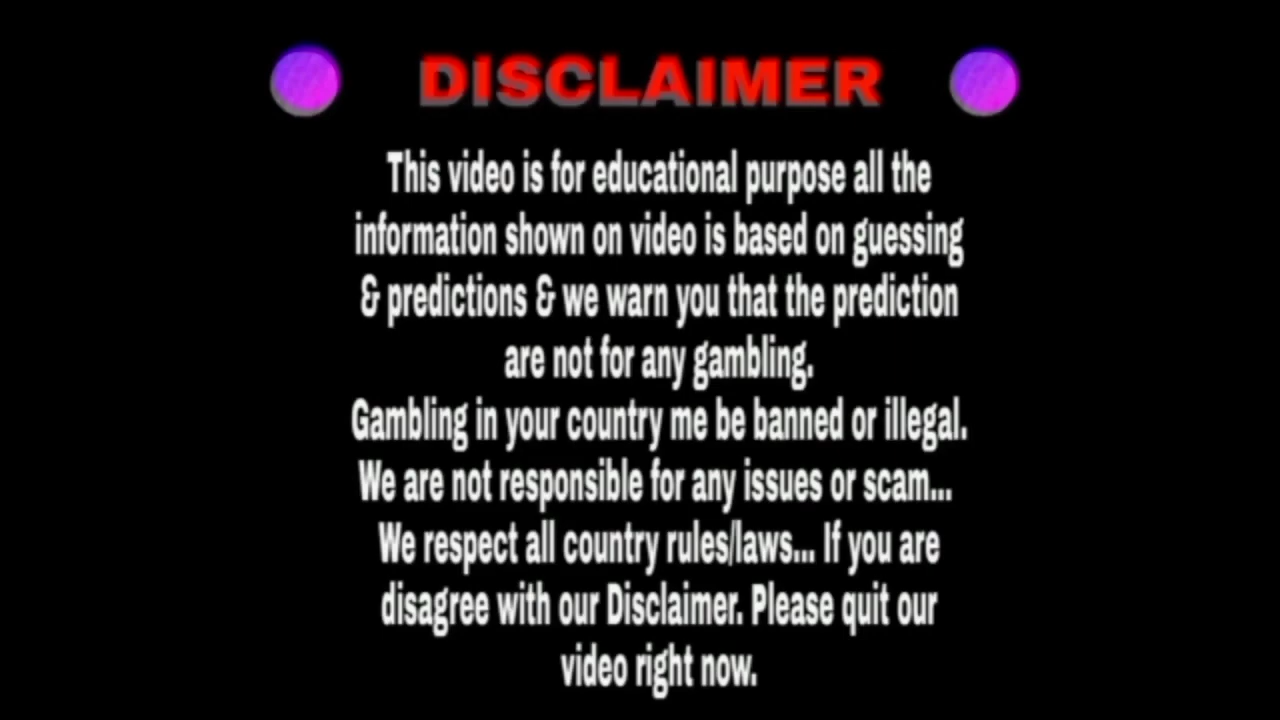 DISCLAIMER
This video is for educational purpose all the
information shown on video is based on guessing
& predictions & we warn you that the prediction
are not for any gambling.
Gambling in your country me be banned or illegal.
We are not responsible for any issues or scam...
We respect all country rules/laws... If you are
disagree with our Disclaimer. Please quit our
video right now.